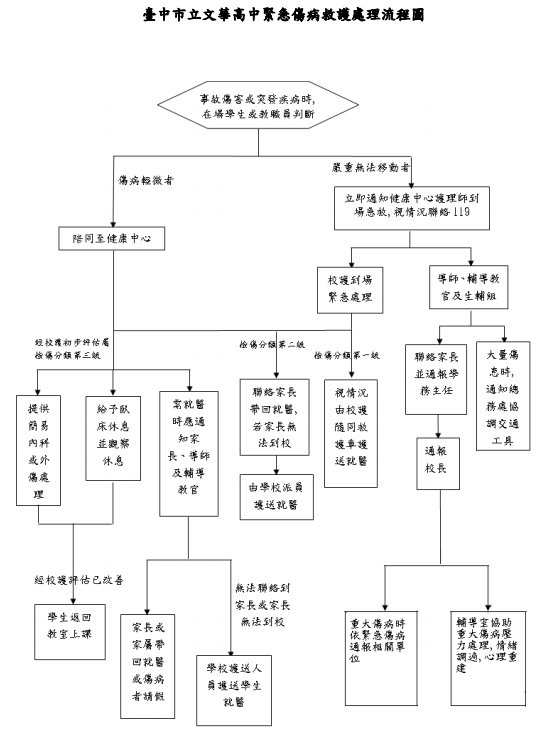 臺中市立文華高中緊急傷病救護處理流程圖
事故傷害或突發疾病時,
在場學生或教職員判斷
傷病輕微者
嚴重無法移動者
陪同至健康中心
立即通知健康中心護理師到
場急救,視情況聯絡 119
校護到場
緊急處理
導師、輔導教
官及生輔組
經校護初步評估屬
檢傷分類第三級
檢傷分類第二級
檢傷分類第一級
提供
簡易
內科
或外
傷處
理
給予臥
床休息
並觀察
休息
需就醫
時應通
知家
長、導師
及輔導
教官
聯絡家長
帶回就醫,
若家長無
法到校
視情況
由校護
隨同救
護車護
送就醫
聯絡家長
並通報學
務主任
大量傷
患時,
通知總
務處協
調交通
工具
由學校派員
護送就醫
通報
校長
經校護評估已改善
無法聯絡到
家長或家長
無法到校
學生返回
教室上課
家長或
家屬帶
回就醫
或傷病
者請假
學校護送人
員護送學生
就醫
重大傷病時
依緊急傷病
通報相關單
位
輔導室協助
重大傷病壓
力處理,情緒
調適,心理重
建